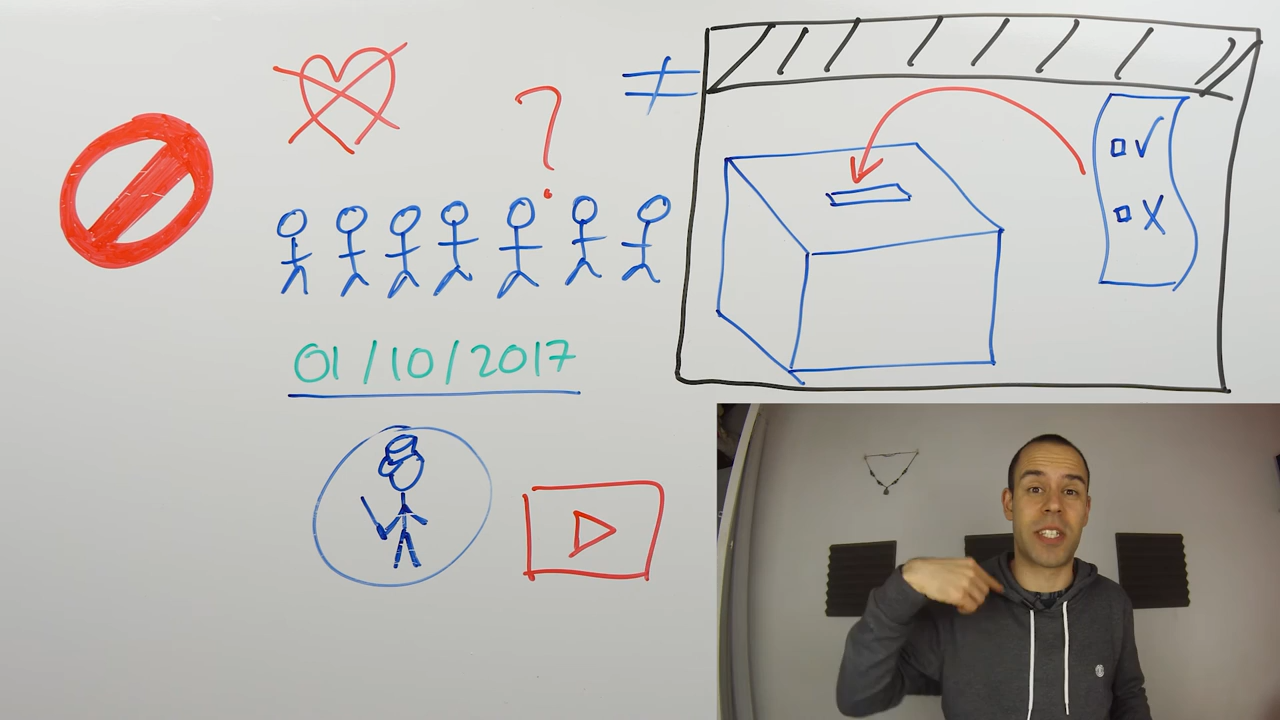 ?
≠
✓
X
01/10/2017